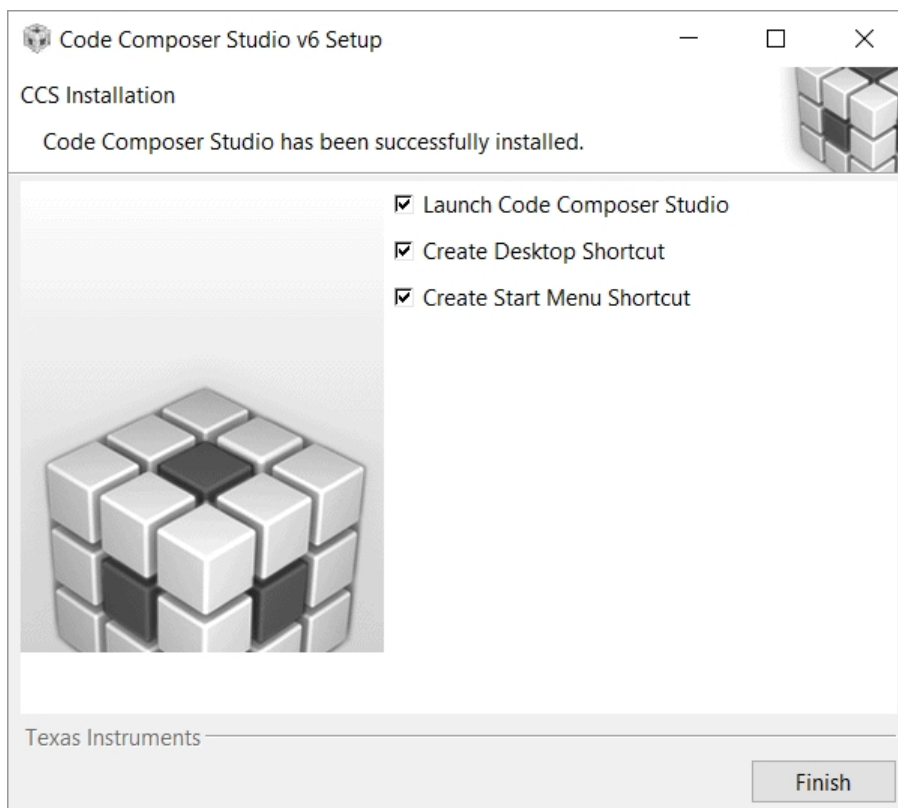 Code Composer Studio v6 Setup
CCS Installation
Code Composer Studio has been successfully installed.
Launch Code Composer Studio
Create Desktop Shortcut
Create Start Menu Shortcut
Texas Instruments
Finish